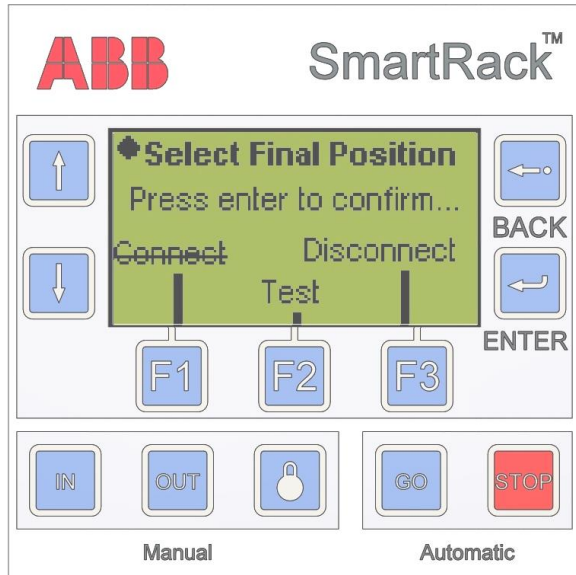 ABB SmartRack™
Select Final Position
Press enter to confirm...
Connect Disconnect
Test
BACK
ENTER
F1 F2 F3
IN OUT GO STOP
Manual Automatic